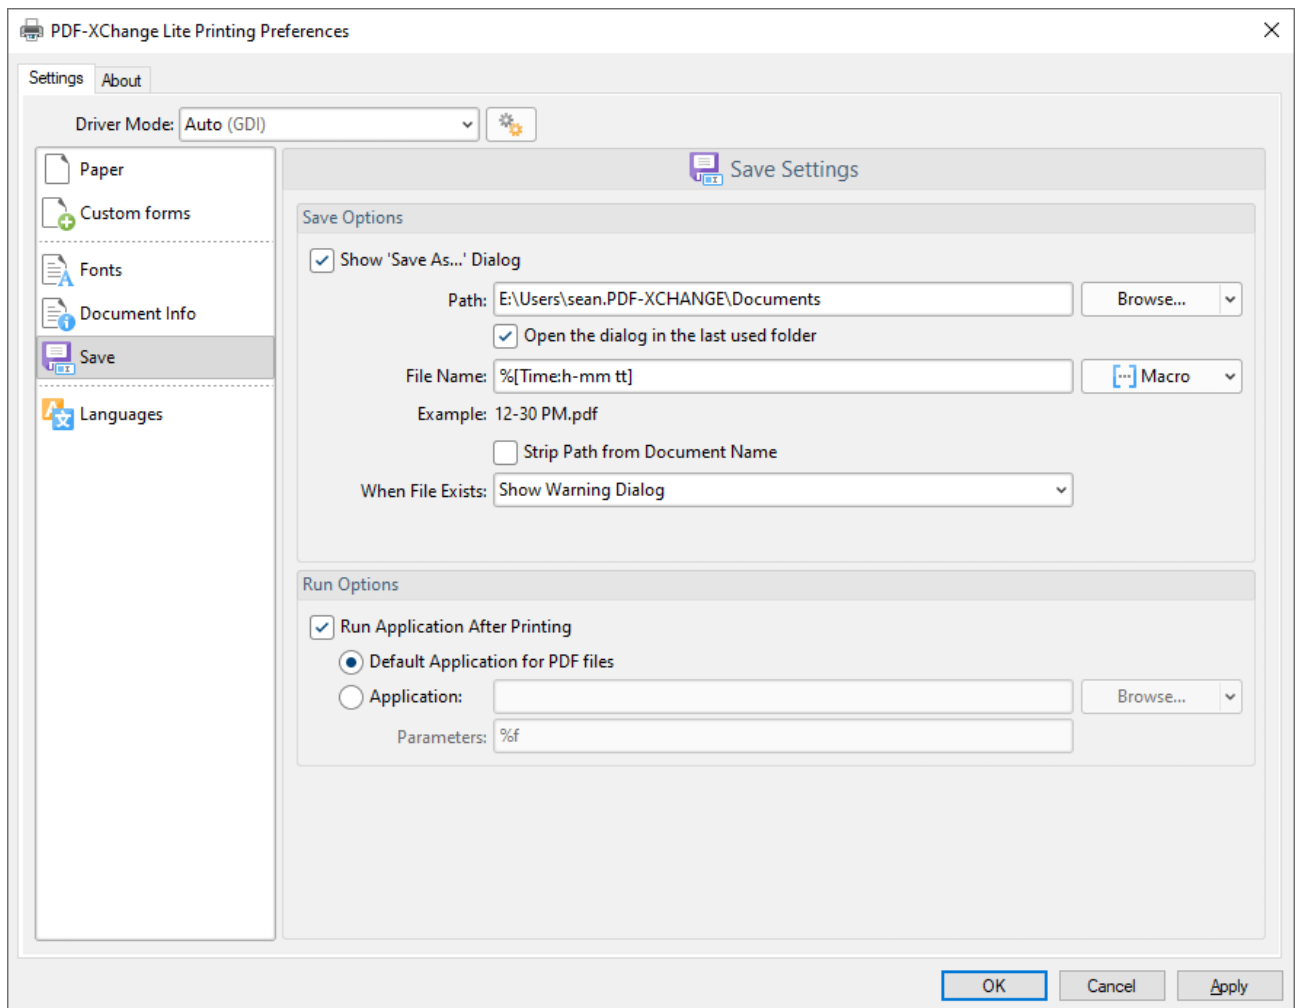 PDF-XChange Lite Printing Preferences
Settings About
Driver Mode: Auto (GDI)
Paper
Custom forms
Fonts
Document Info
Save
Languages
Save Settings
Save Options
Show 'Save As...' Dialog
Path: E:\Users\sean.PDF-XCHANGE\Documents Browse...
Open the dialog in the last used folder
File Name: %[Time:h-mm tt] Macro
Example: 12-30 PM.pdf
Strip Path from Document Name
When File Exists: Show Warning Dialog
Run Options
Run Application After Printing
Default Application for PDF files
Application: Browse...
Parameters: %f
OK Cancel Apply